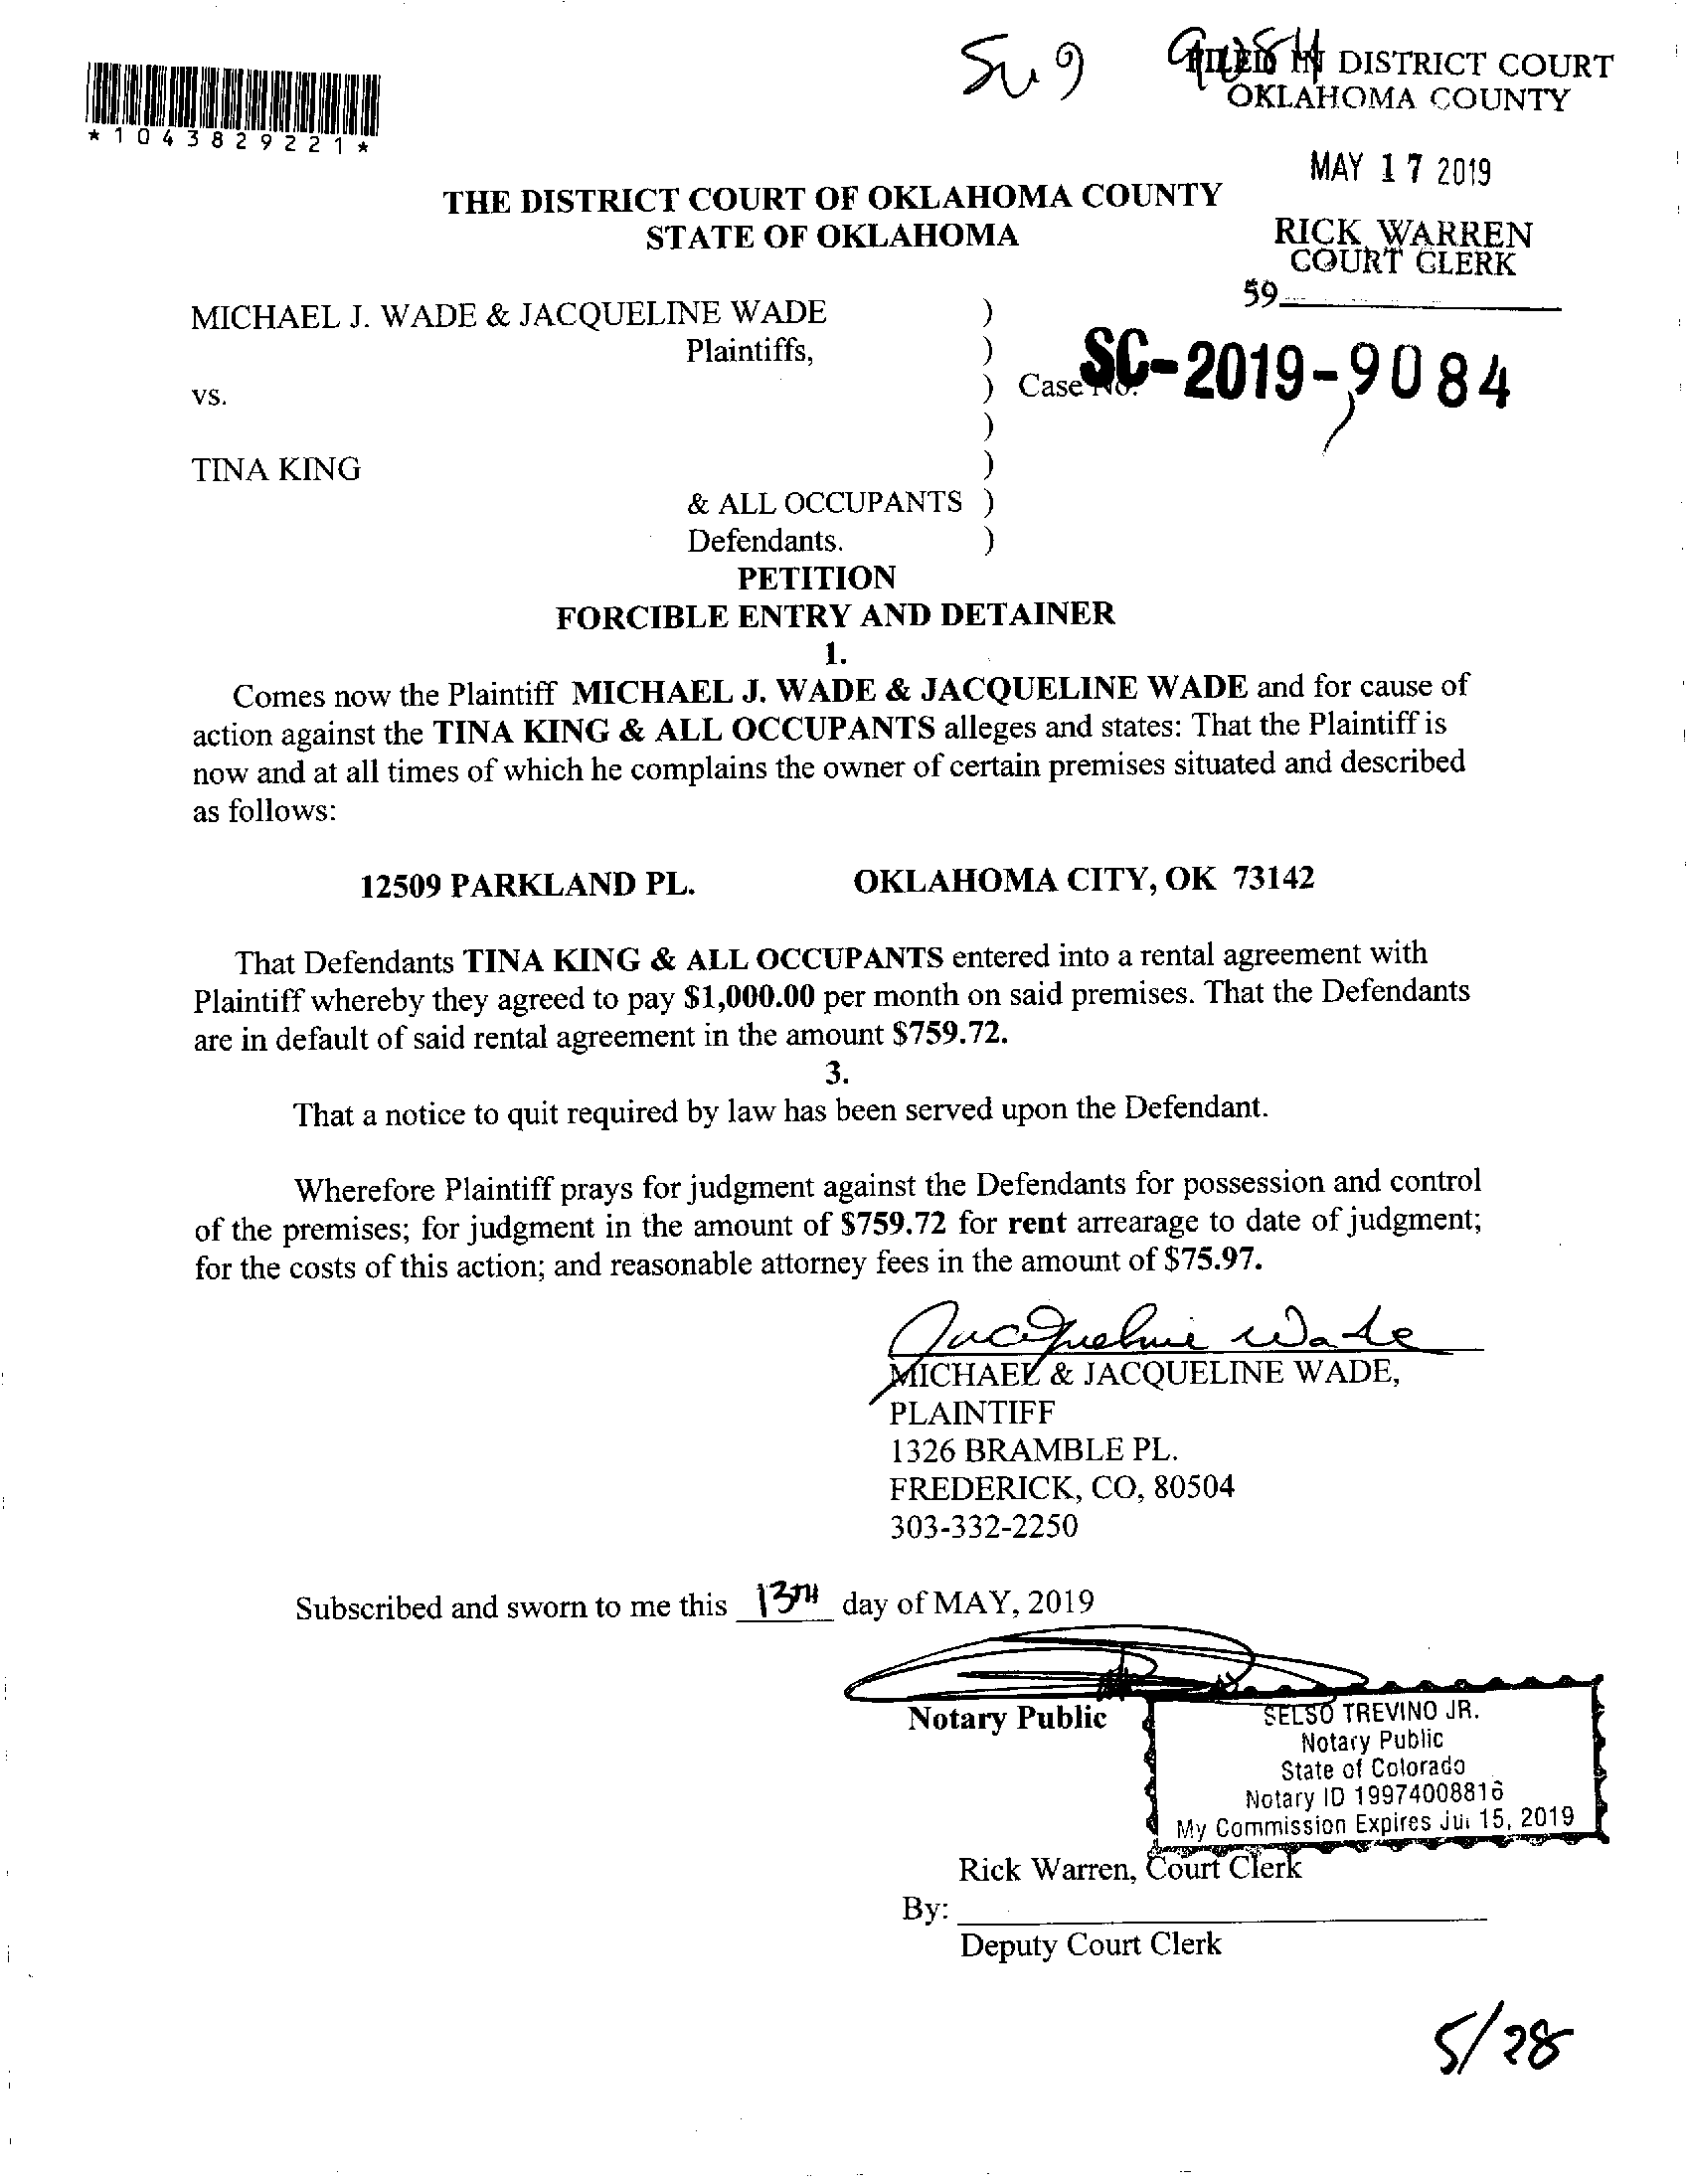 *1043829221*
FILED IN DISTRICT COURT
OKLAHOMA COUNTY
MAY 17 2019
RICK WARREN
COURT CLERK
59
THE DISTRICT COURT OF OKLAHOMA COUNTY
STATE OF OKLAHOMA
MICHAEL J. WADE & JACQUELINE WADE )
Plaintiffs, )
vs. ) Case No. SC-2019-9084
)
TINA KING )
& ALL OCCUPANTS )
Defendants. )
PETITION
FORCIBLE ENTRY AND DETAINER
1.
Comes now the Plaintiff MICHAEL J. WADE & JACQUELINE WADE and for cause of
action against the TINA KING & ALL OCCUPANTS alleges and states: That the Plaintiff is
now and at all times of which he complains the owner of certain premises situated and described
as follows:
12509 PARKLAND PL. OKLAHOMA CITY, OK 73142
That Defendants TINA KING & ALL OCCUPANTS entered into a rental agreement with
Plaintiff whereby they agreed to pay $1,000.00 per month on said premises. That the Defendants
are in default of said rental agreement in the amount $759.72.
3.
That a notice to quit required by law has been served upon the Defendant.
Wherefore Plaintiff prays for judgment against the Defendants for possession and control
of the premises; for judgment in the amount of $759.72 for rent arrearage to date of judgment;
for the costs of this action; and reasonable attorney fees in the amount of $75.97.
Jacqueline Wade
MICHAEL & JACQUELINE WADE,
PLAINTIFF
1326 BRAMBLE PL.
FREDERICK, CO, 80504
303-332-2250
Subscribed and sworn to me this 13TH day of MAY, 2019
Notary Public
SELSO TREVINO JR.
Notary Public
State of Colorado
Notary ID 19974008816
My Commission Expires Jul 15, 2019
Rick Warren, Court Clerk
By:
Deputy Court Clerk
5/28